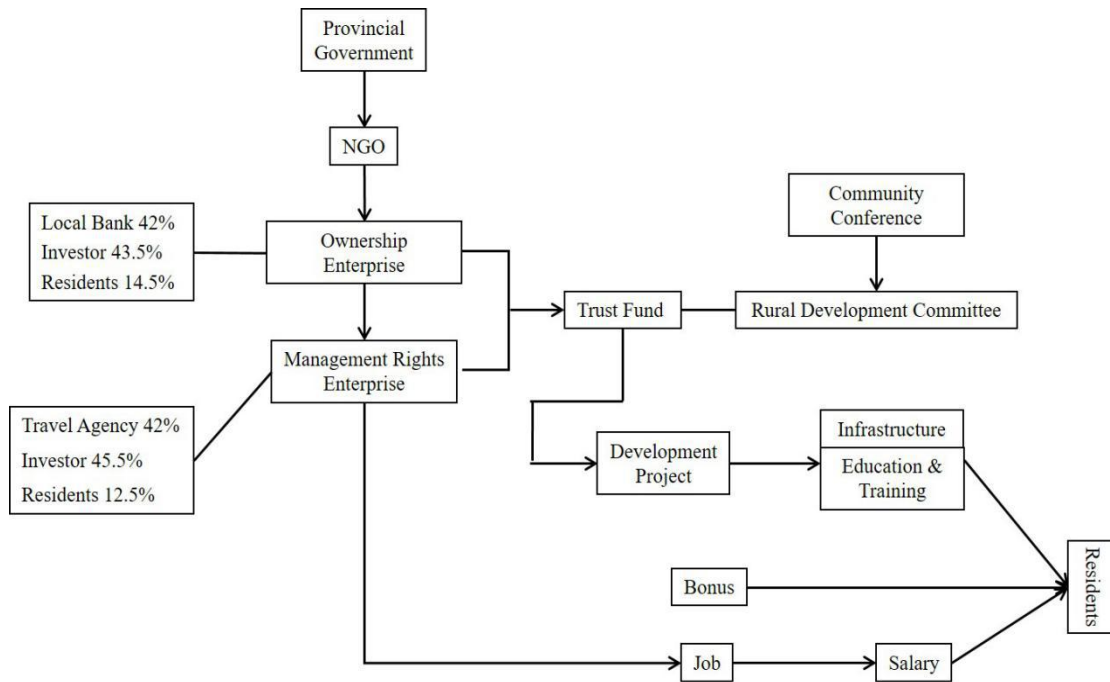 Provincial
Government
NGO
Local Bank 42%
Investor 43.5%
Residents 14.5%
Ownership
Enterprise
Community
Conference
Trust Fund
Rural Development Committee
Management Rights
Enterprise
Travel Agency 42%
Investor 45.5%
Residents 12.5%
Development
Project
Infrastructure
Education &
Training
Bonus
Job
Salary
Residents